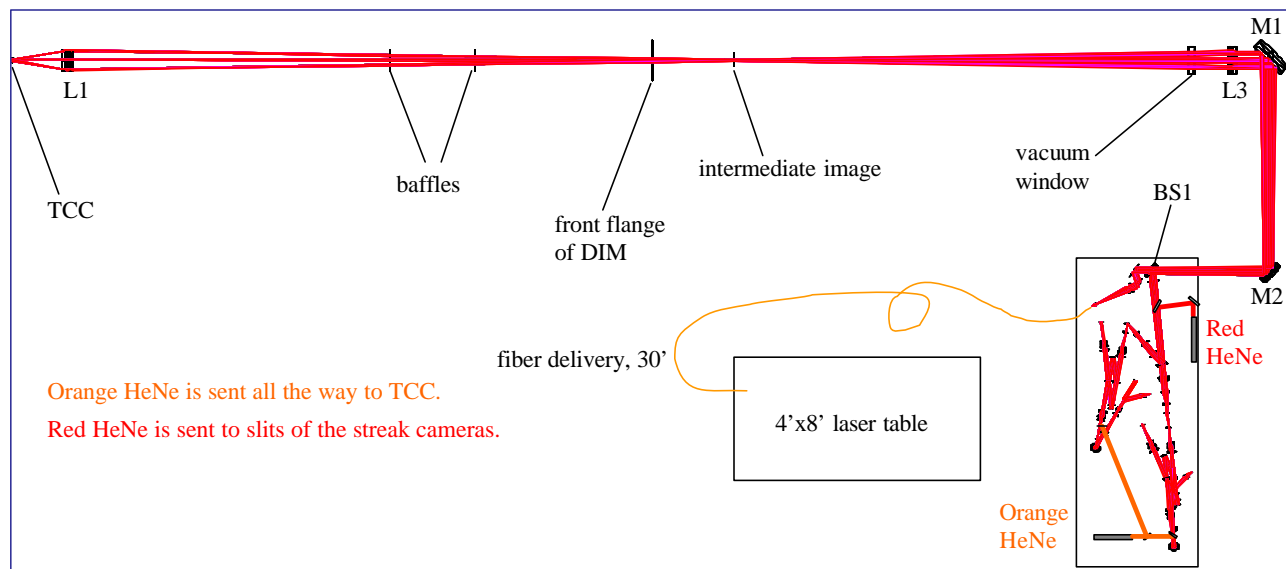 M1
L1
L3
TCC
baffles
front flange
of DIM
intermediate image
vacuum
window
BS1
M2
Red
HeNe
fiber delivery, 30’
4’x8’ laser table
Orange HeNe is sent all the way to TCC.
Red HeNe is sent to slits of the streak cameras.
Orange
HeNe